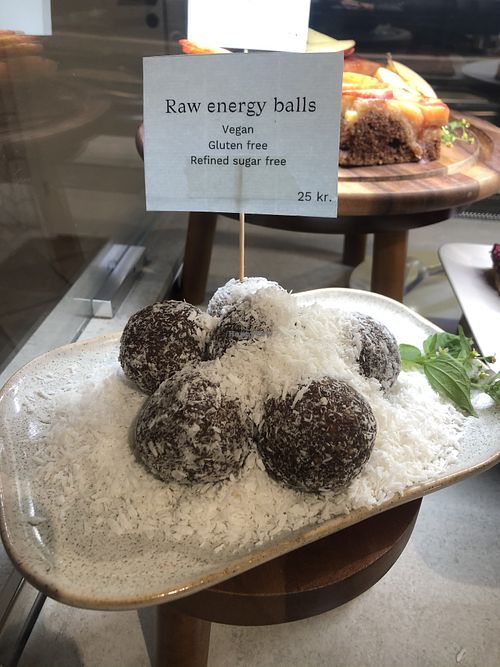 Raw energy balls
Vegan
Gluten free
Refined sugar free
25 kr.